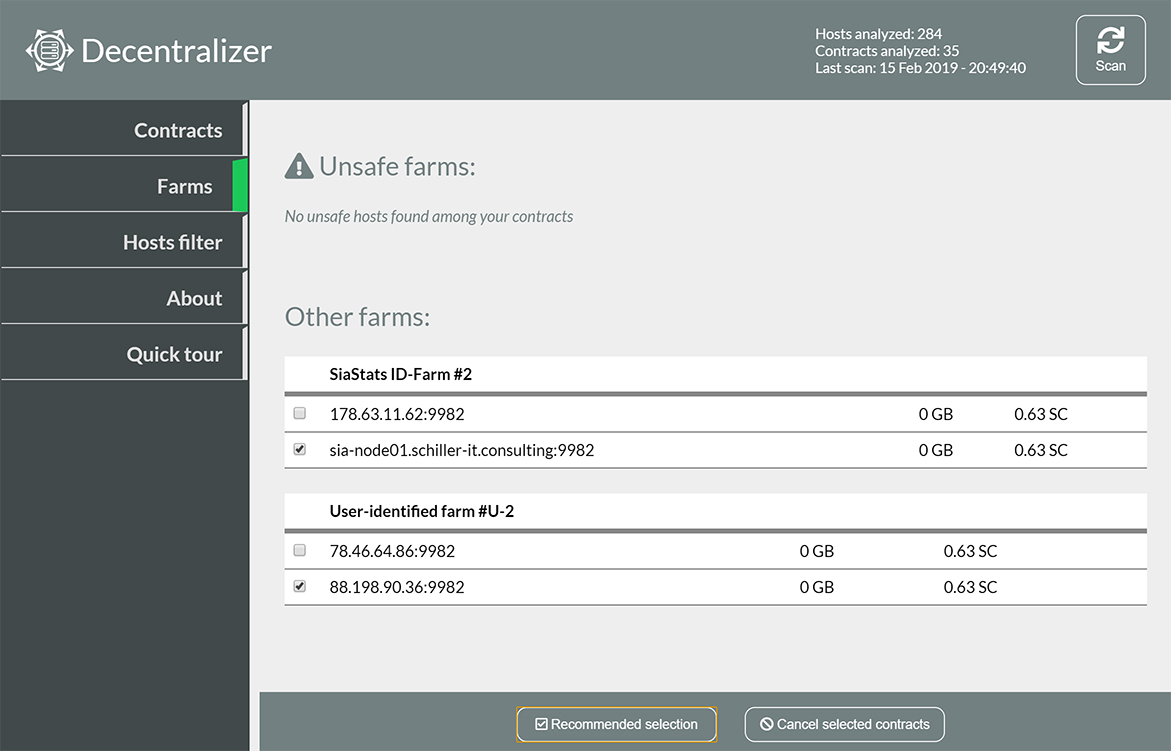 Decentralizer
Hosts analyzed: 284
Contracts analyzed: 35
Last scan: 15 Feb 2019 - 20:49:40
Scan
Contracts
Farms
Hosts filter
About
Quick tour
Unsafe farms:
No unsafe hosts found among your contracts
Other farms:
SiaStats ID-Farm #2
178.63.11.62:9982 0 GB 0.63 SC
sia-node01.schiller-it.consulting:9982 0 GB 0.63 SC
User-identified farm #U-2
78.46.64.86:9982 0 GB 0.63 SC
88.198.90.36:9982 0 GB 0.63 SC
Recommended selection
Cancel selected contracts